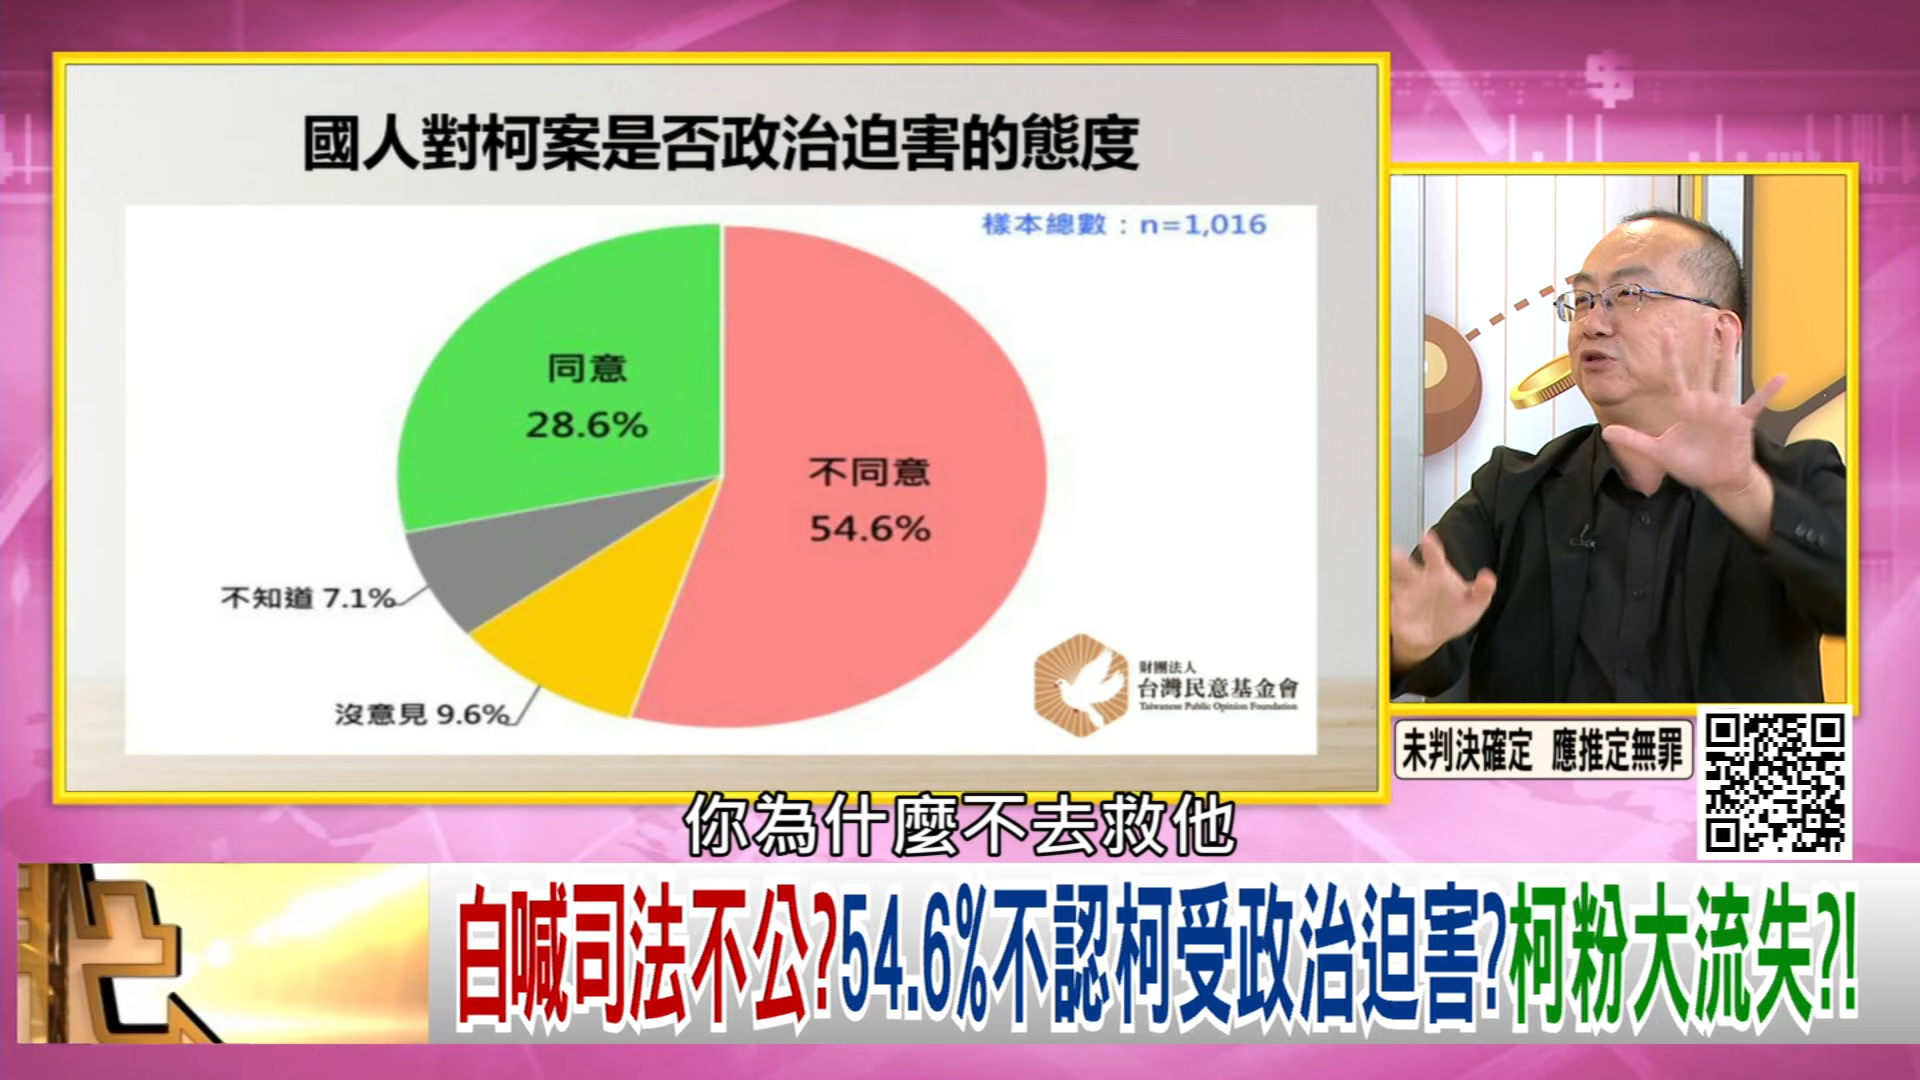 國人對柯案是否政治迫害的態度
樣本總數：n=1,016
同意
28.6%
不同意
54.6%
不知道 7.1%
沒意見 9.6%
財團法人
台灣民意基金會
Taiwanese Public Opinion Foundation
未判決確定 應推定無罪
你為什麼不去救他
白喊司法不公?54.6%不認柯受政治迫害?柯粉大流失?!